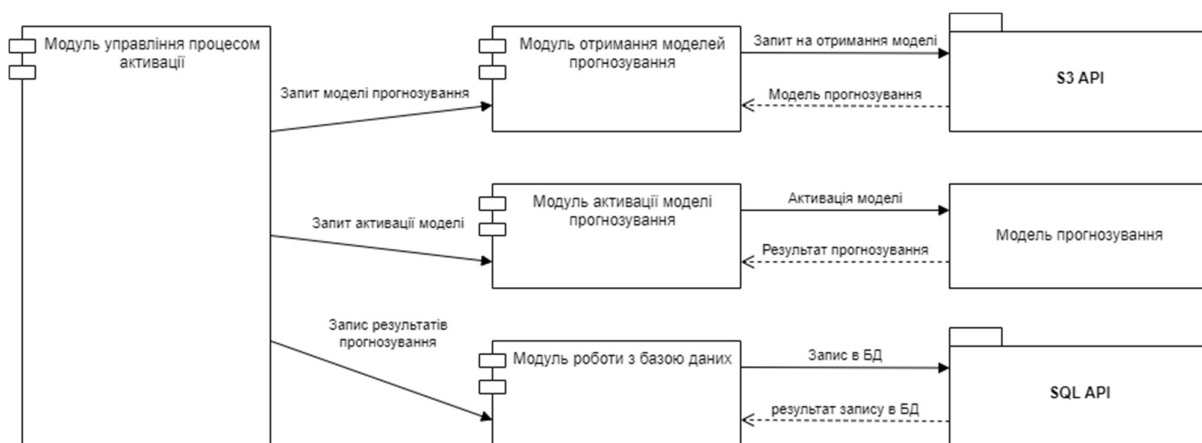 Модуль управління процесом
активації
Модуль отримання моделей
прогнозування
Запит на отримання моделі
S3 API
Запит моделі прогнозування
Модель прогнозування
Модуль активації моделі
прогнозування
Активація моделі
Запит активації моделі
Результат прогнозування
Модель прогнозування
Запис результатів
прогнозування
Модуль роботи з базою даних
Запис в БД
SQL API
результат запису в БД